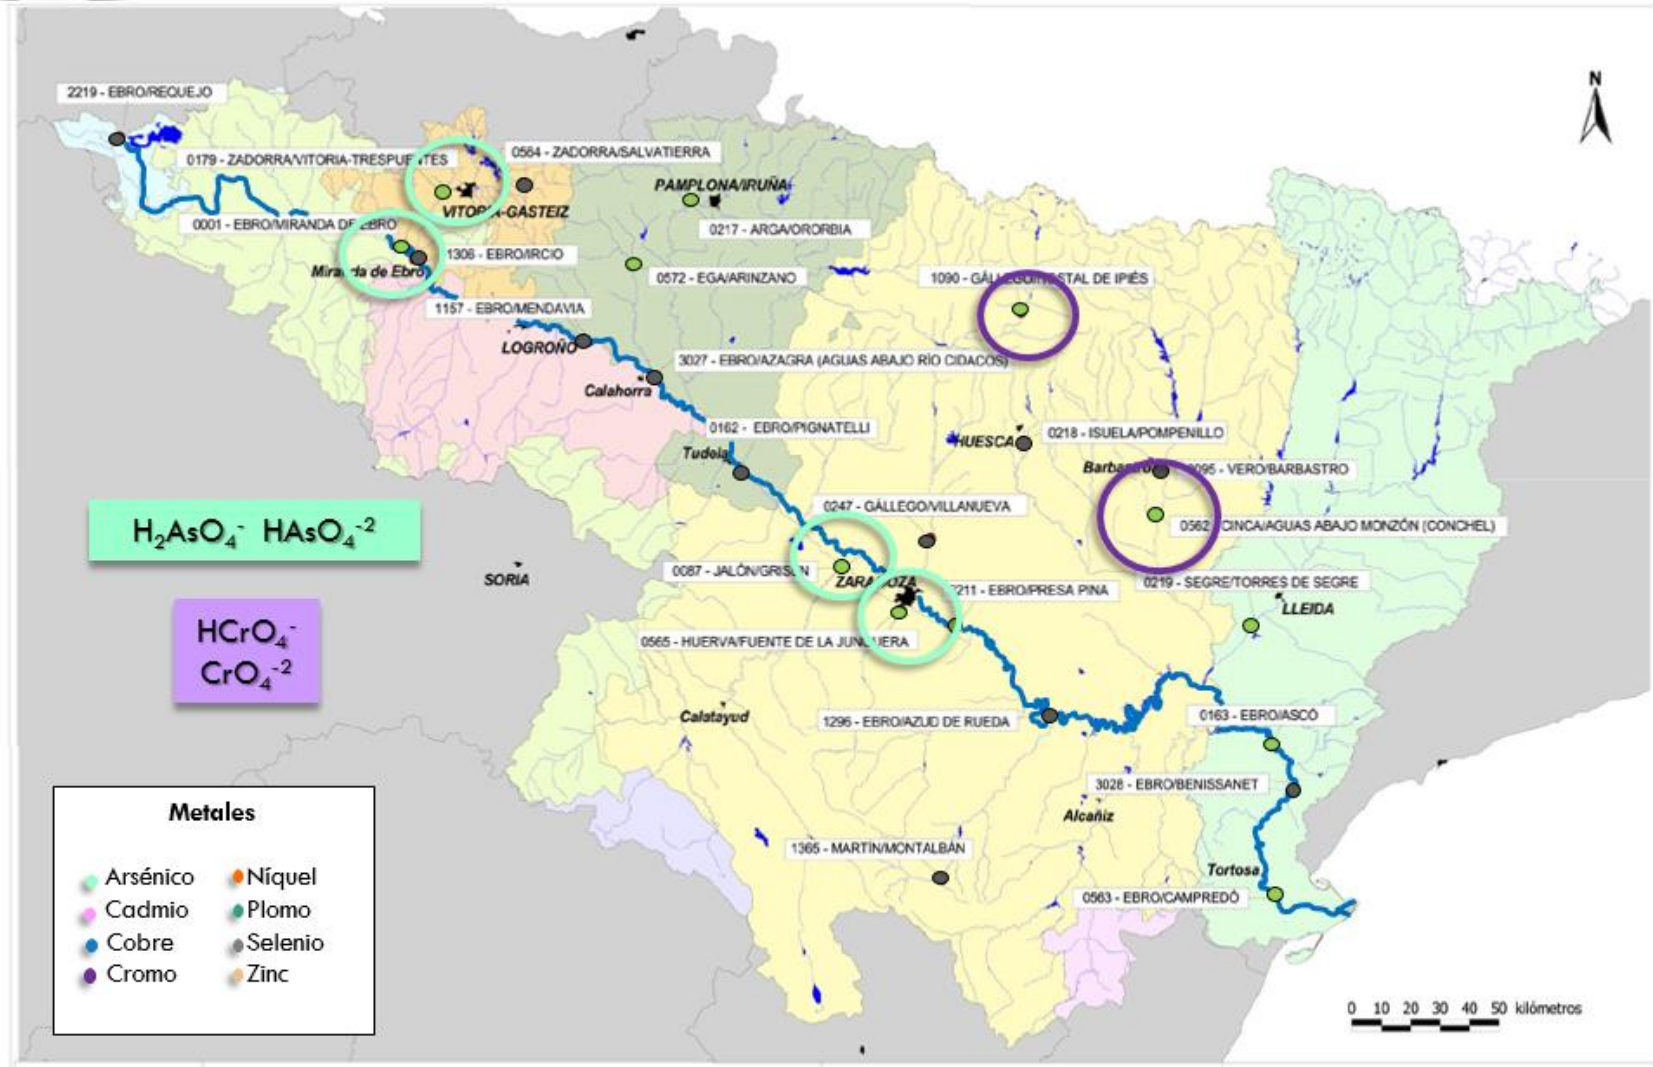 N
2219 - EBRO/REQUEJO
0179 - ZADORRA/VITORIA-TRESPUENTES
0564 - ZADORRA/SALVATIERRA
PAMPLONA/IRUÑA
VITORIA-GASTEIZ
0001 - EBRO/MIRANDA DE EBRO
0217 - ARGA/ORORBIA
1306 - EBRO/IRCIO
Miranda de Ebro
0572 - EGA/ARINZANO
1090 - GÁLLEGO/HOSTAL DE IPIÉS
1157 - EBRO/MENDAVIA
LOGROÑO
3027 - EBRO/AZAGRA (AGUAS ABAJO RÍO CIDACOS)
Calahorra
0162 - EBRO/PIGNATELLI
HUESCA
0218 - ISUELA/POMPENILLO
Tudela
Barbastro
095 - VERO/BARBASTRO
0247 - GÁLLEGO/VILLANUEVA
H₂AsO₄⁻ HAsO₄⁻²
0562 - CINCA/AGUAS ABAJO MONZÓN (CONCHEL)
SORIA
0087 - JALÓN/GRISÉN
ZARAGOZA
0219 - SEGRE/TORRES DE SEGRE
211 - EBRO/PRESA PINA
LLEIDA
HCrO₄⁻
CrO₄⁻²
0565 - HUERVA/FUENTE DE LA JUNQUERA
Calatayud
1296 - EBRO/AZUD DE RUEDA
0163 - EBRO/ASCÓ
3028 - EBRO/BENISSANET
Alcañiz
1365 - MARTÍN/MONTALBÁN
Tortosa
0563 - EBRO/CAMPREDÓ
Metales
Arsénico Níquel
Cadmio Plomo
Cobre Selenio
Cromo Zinc
0 10 20 30 40 50 kilómetros